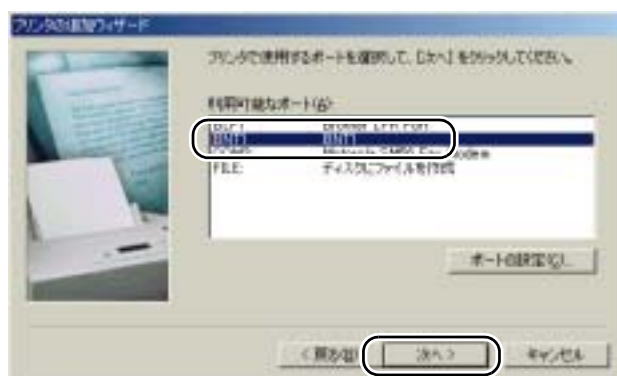 プリンタの追加ウィザード
プリンタで使用するポートを選択して、[次へ] をクリックしてください。
利用可能なポート(A):
BNT1: BNT1
FILE: ディスクにファイルを作成
ポートの設定(C)...
< 戻る(B)
次へ >
キャンセル